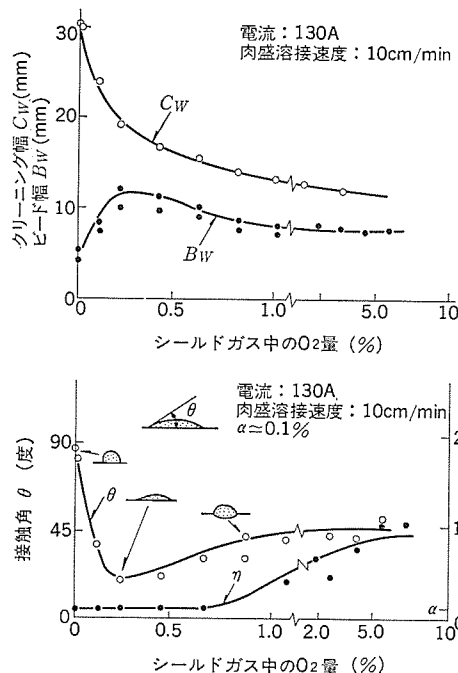 電流：130A
肉盛溶接速度：10cm/min
クリーニング幅 CW(mm)
ビード幅 BW(mm)
30
20
10
0
CW
BW
0 0.5 1.0 5.0 10
シールドガス中のO2量 (%)
電流：130A
肉盛溶接速度：10cm/min
α≃0.1%
接触角 θ (度)
90
45
0
θ
θ
η
2
1
α
0
0 0.5 1.0 2.0 5.0 10
シールドガス中のO2量 (%)